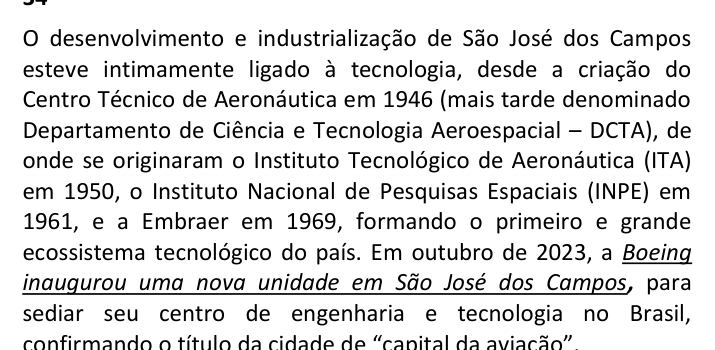 34
O desenvolvimento e industrialização de São José dos Campos
esteve intimamente ligado à tecnologia, desde a criação do
Centro Técnico de Aeronáutica em 1946 (mais tarde denominado
Departamento de Ciência e Tecnologia Aeroespacial – DCTA), de
onde se originaram o Instituto Tecnológico de Aeronáutica (ITA)
em 1950, o Instituto Nacional de Pesquisas Espaciais (INPE) em
1961, e a Embraer em 1969, formando o primeiro e grande
ecossistema tecnológico do país. Em outubro de 2023, a Boeing
inaugurou uma nova unidade em São José dos Campos, para
sediar seu centro de engenharia e tecnologia no Brasil,
confirmando o título da cidade de “capital da aviação”.